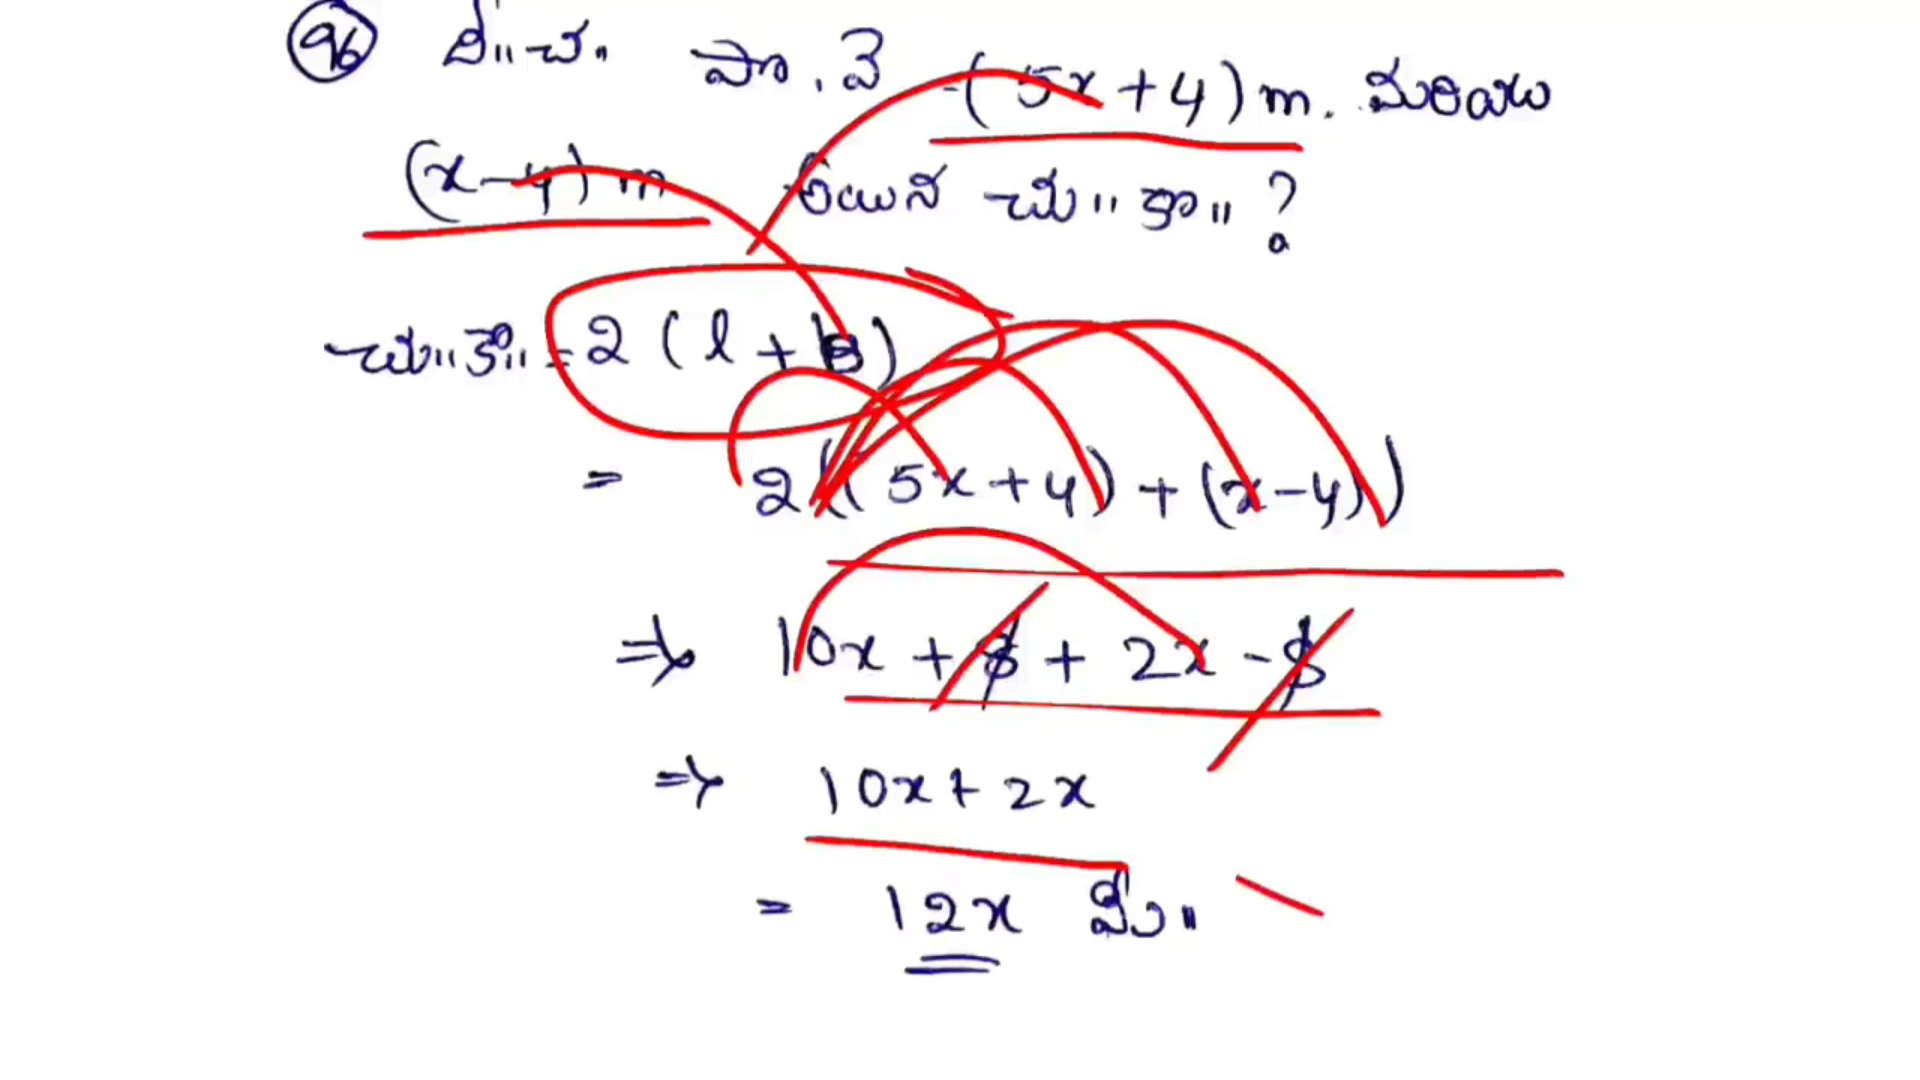 96 దీ॥చ॥ పొ.వె (5x+4)m. మరియు
(x-4)m అయిన చు॥కొ॥?
చు॥కొ॥ = 2(l+b)
= 2((5x+4)+(x-4))
⇒ 10x + 8 + 2x - 8
⇒ 10x + 2x
= 12x మీ॥